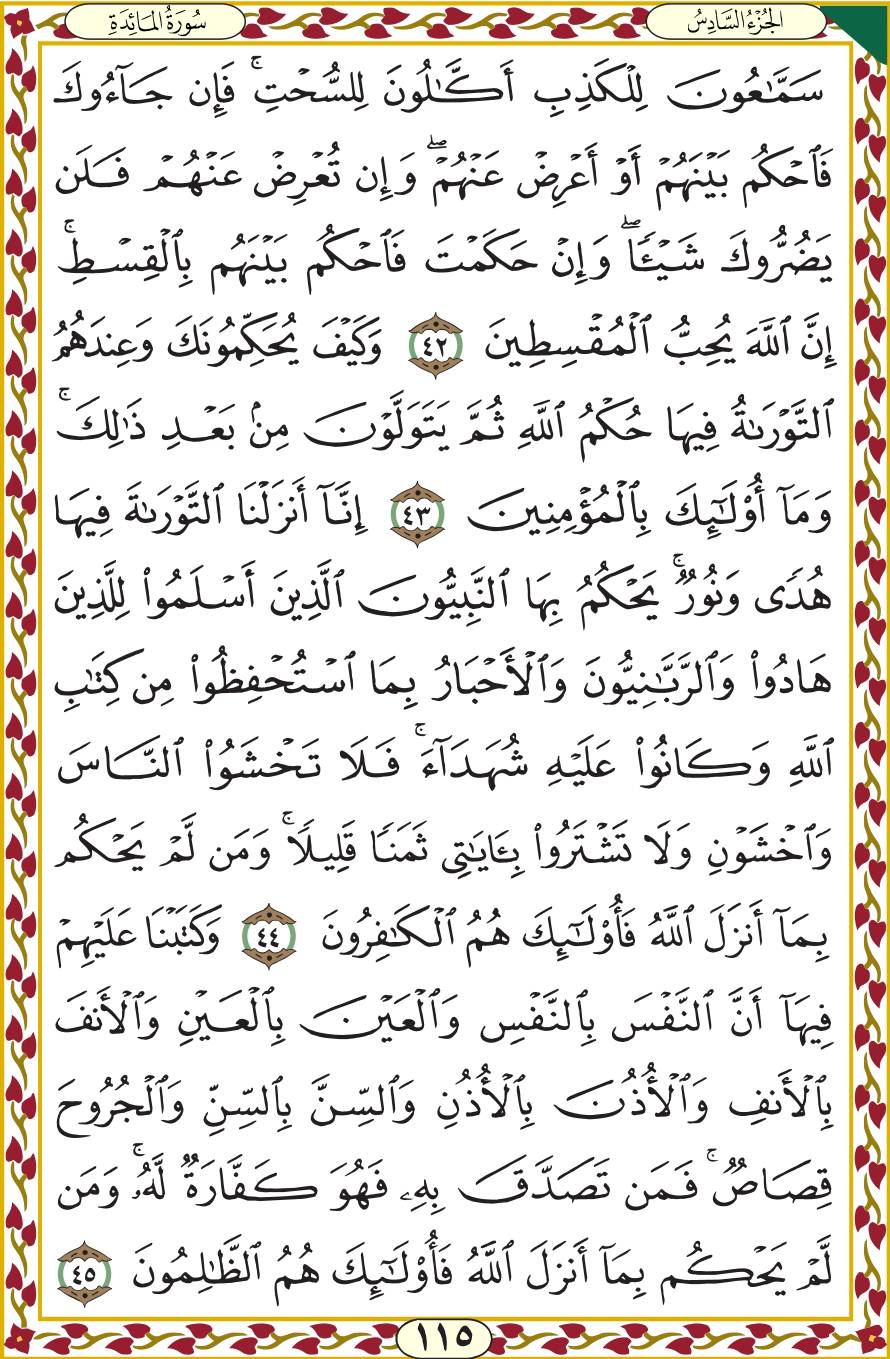 الجُزْءُ السَّادِسُ
سُورَةُ المَائِدَةِ
سَمَّٰعُونَ لِلْكَذِبِ أَكَّٰلُونَ لِلسُّحْتِۚ فَإِن جَآءُوكَ
فَٱحْكُم بَيْنَهُمْ أَوْ أَعْرِضْ عَنْهُمْۖ وَإِن تُعْرِضْ عَنْهُمْ فَلَن
يَضُرُّوكَ شَيْـًٔاۖ وَإِنْ حَكَمْتَ فَٱحْكُم بَيْنَهُم بِٱلْقِسْطِۚ
إِنَّ ٱللَّهَ يُحِبُّ ٱلْمُقْسِطِينَ ٤٢ وَكَيْفَ يُحَكِّمُونَكَ وَعِندَهُمُ
ٱلتَّوْرَىٰةُ فِيهَا حُكْمُ ٱللَّهِ ثُمَّ يَتَوَلَّوْنَ مِنۢ بَعْدِ ذَٰلِكَۚ
وَمَآ أُو۟لَٰٓئِكَ بِٱلْمُؤْمِنِينَ ٤٣ إِنَّآ أَنزَلْنَا ٱلتَّوْرَىٰةَ فِيهَا
هُدًى وَنُورٌۚ يَحْكُمُ بِهَا ٱلنَّبِيُّونَ ٱلَّذِينَ أَسْلَمُوا۟ لِلَّذِينَ
هَادُوا۟ وَٱلرَّبَّٰنِيُّونَ وَٱلْأَحْبَارُ بِمَا ٱسْتُحْفِظُوا۟ مِن كِتَٰبِ
ٱللَّهِ وَكَانُوا۟ عَلَيْهِ شُهَدَآءَۚ فَلَا تَخْشَوُا۟ ٱلنَّاسَ
وَٱخْشَوْنِ وَلَا تَشْتَرُوا۟ بِـَٔايَٰتِى ثَمَنًا قَلِيلًاۚ وَمَن لَّمْ يَحْكُم
بِمَآ أَنزَلَ ٱللَّهُ فَأُو۟لَٰٓئِكَ هُمُ ٱلْكَٰفِرُونَ ٤٤ وَكَتَبْنَا عَلَيْهِمْ
فِيهَآ أَنَّ ٱلنَّفْسَ بِٱلنَّفْسِ وَٱلْعَيْنَ بِٱلْعَيْنِ وَٱلْأَنفَ
بِٱلْأَنفِ وَٱلْأُذُنَ بِٱلْأُذُنِ وَٱلسِّنَّ بِٱلسِّنِّ وَٱلْجُرُوحَ
قِصَاصٌۚ فَمَن تَصَدَّقَ بِهِۦ فَهُوَ كَفَّارَةٌ لَّهُۥۚ وَمَن
لَّمْ يَحْكُم بِمَآ أَنزَلَ ٱللَّهُ فَأُو۟لَٰٓئِكَ هُمُ ٱلظَّٰلِمُونَ ٤٥
١١٥